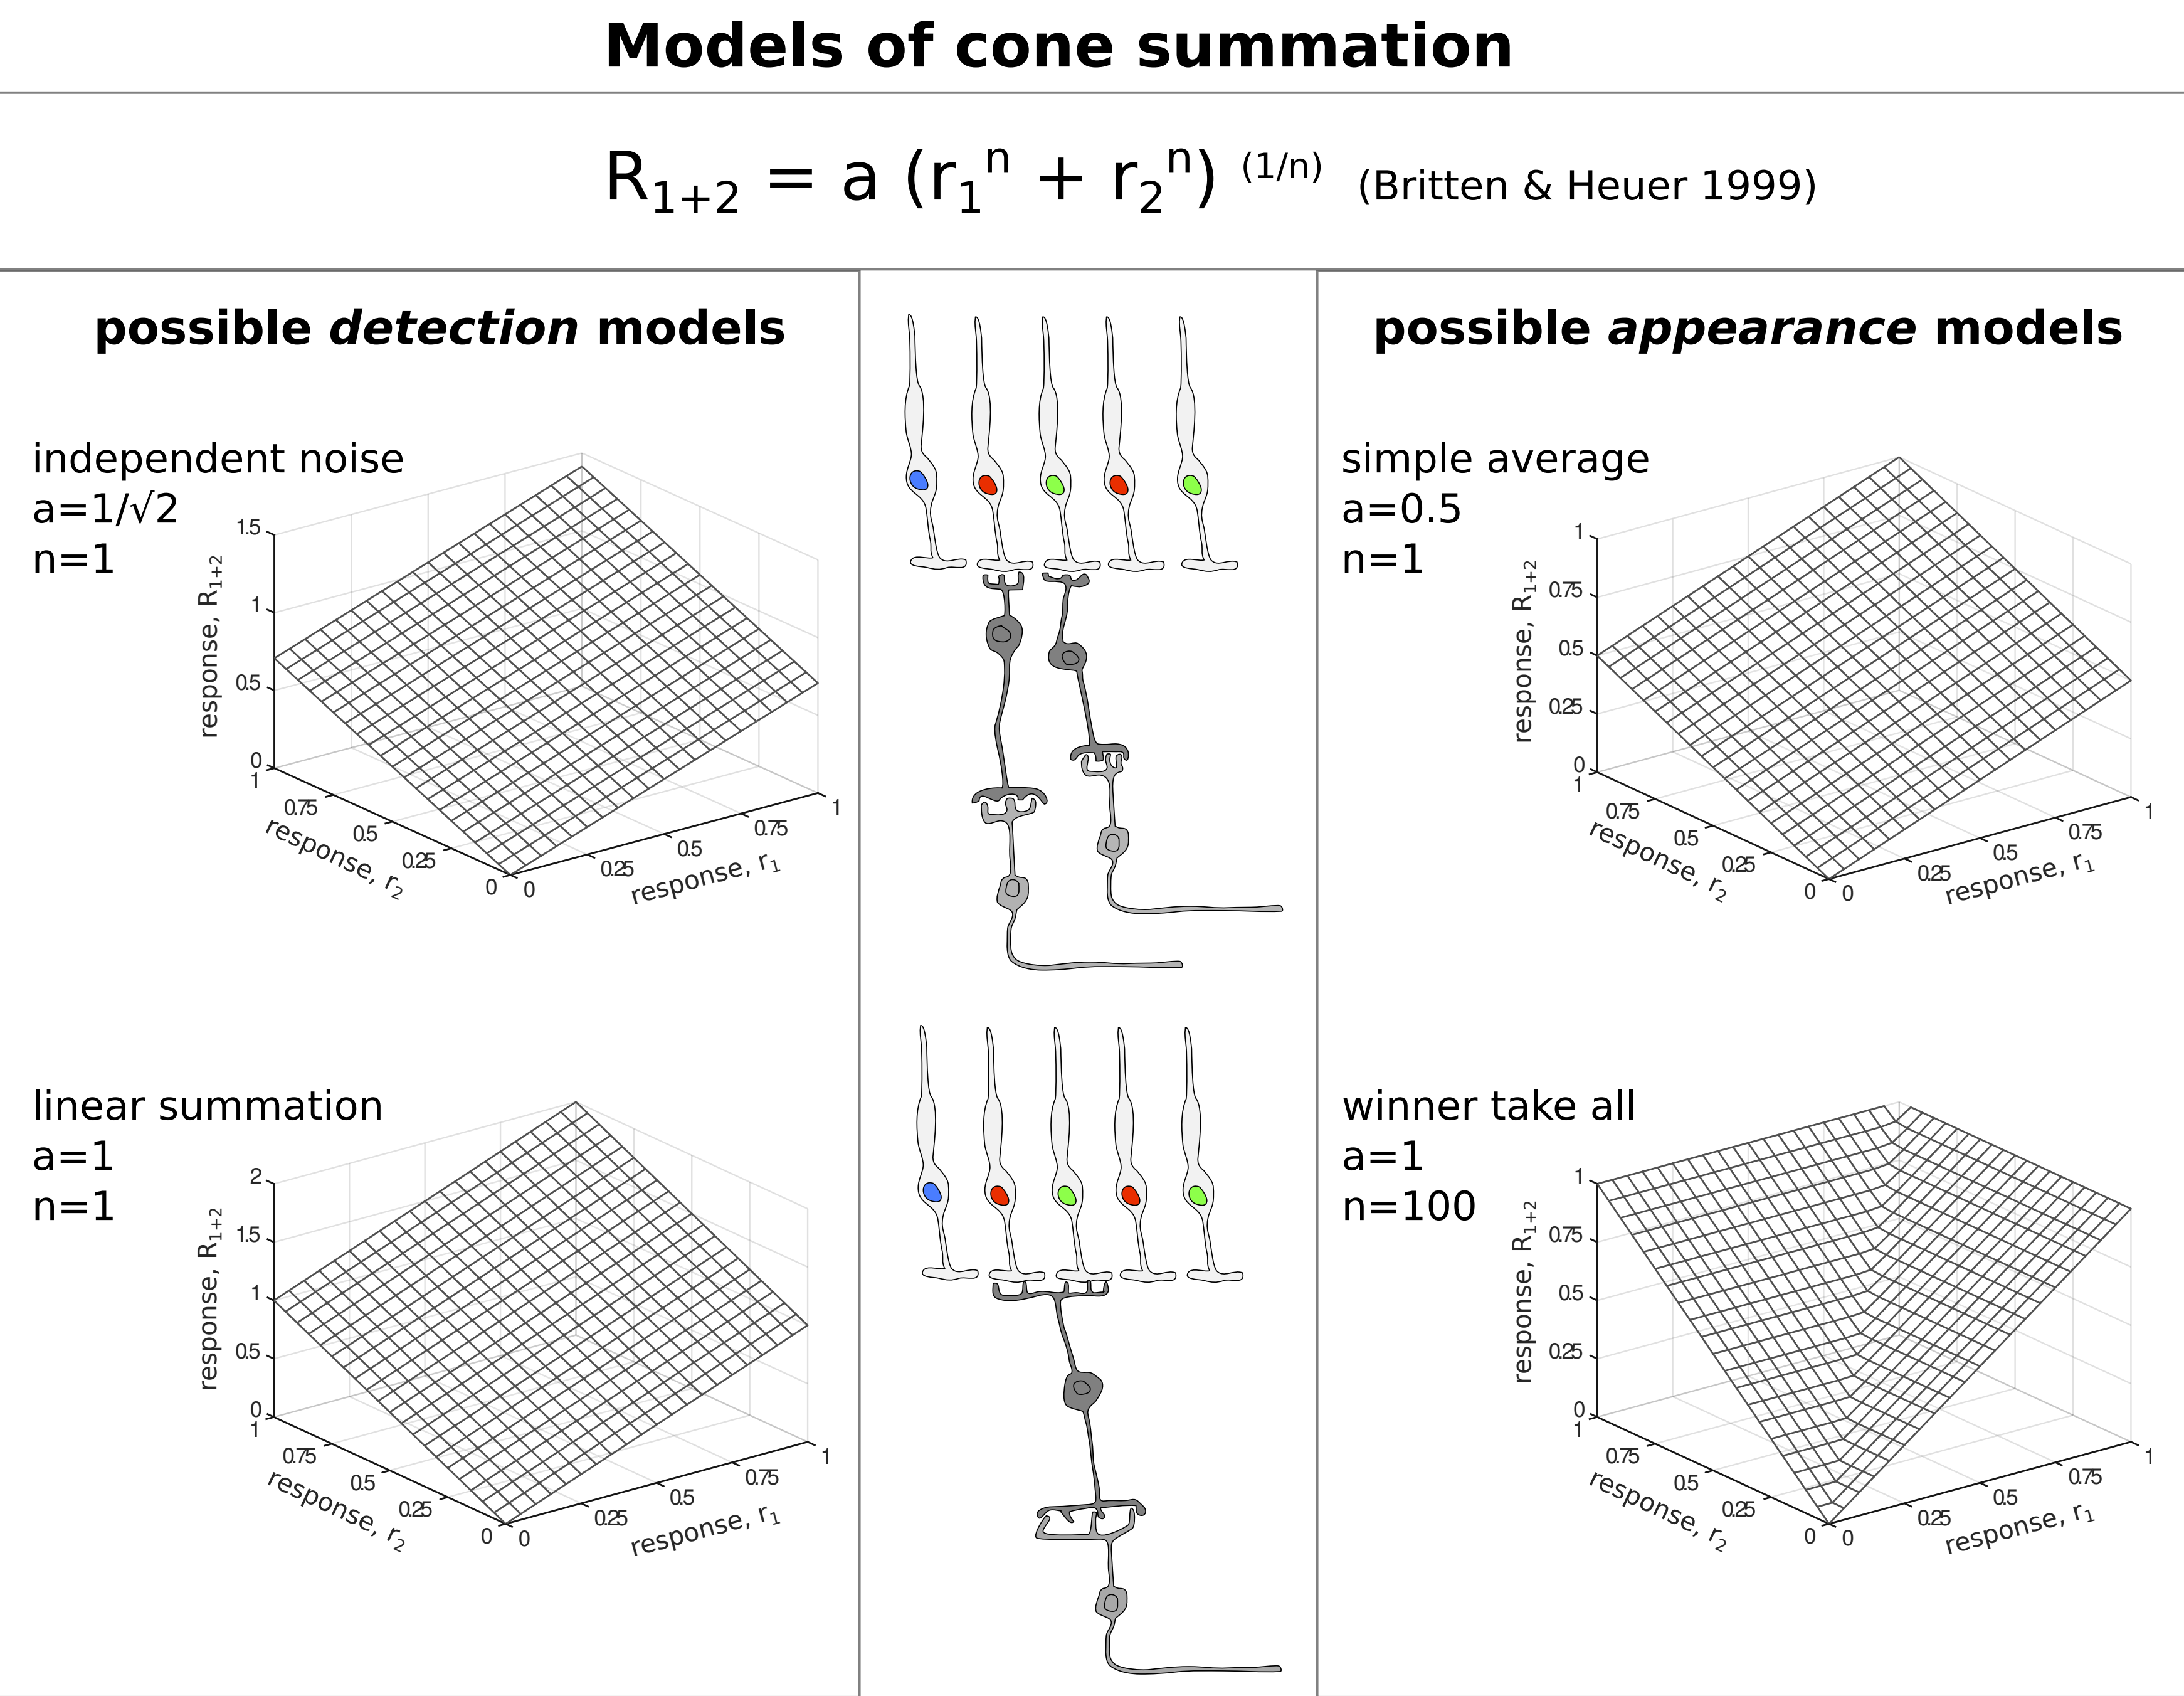 Models of cone summation
R₁₊₂ = a (r₁ⁿ + r₂ⁿ) ⁽¹/ⁿ⁾ (Britten & Heuer 1999)
possible detection models
independent noise
a=1/√2
n=1
response, R₁₊₂
1.5
1
0.5
0
1
0.75
0.5
0.25
0
response, r₂
0
0.25
0.5
0.75
1
response, r₁
linear summation
a=1
n=1
response, R₁₊₂
2
1.5
1
0.5
0
1
0.75
0.5
0.25
0
response, r₂
0
0.25
0.5
0.75
1
response, r₁
possible appearance models
simple average
a=0.5
n=1
response, R₁₊₂
1
0.75
0.5
0.25
0
1
0.75
0.5
0.25
0
response, r₂
0
0.25
0.5
0.75
1
response, r₁
winner take all
a=1
n=100
response, R₁₊₂
1
0.75
0.5
0.25
0
1
0.75
0.5
0.25
0
response, r₂
0
0.25
0.5
0.75
1
response, r₁